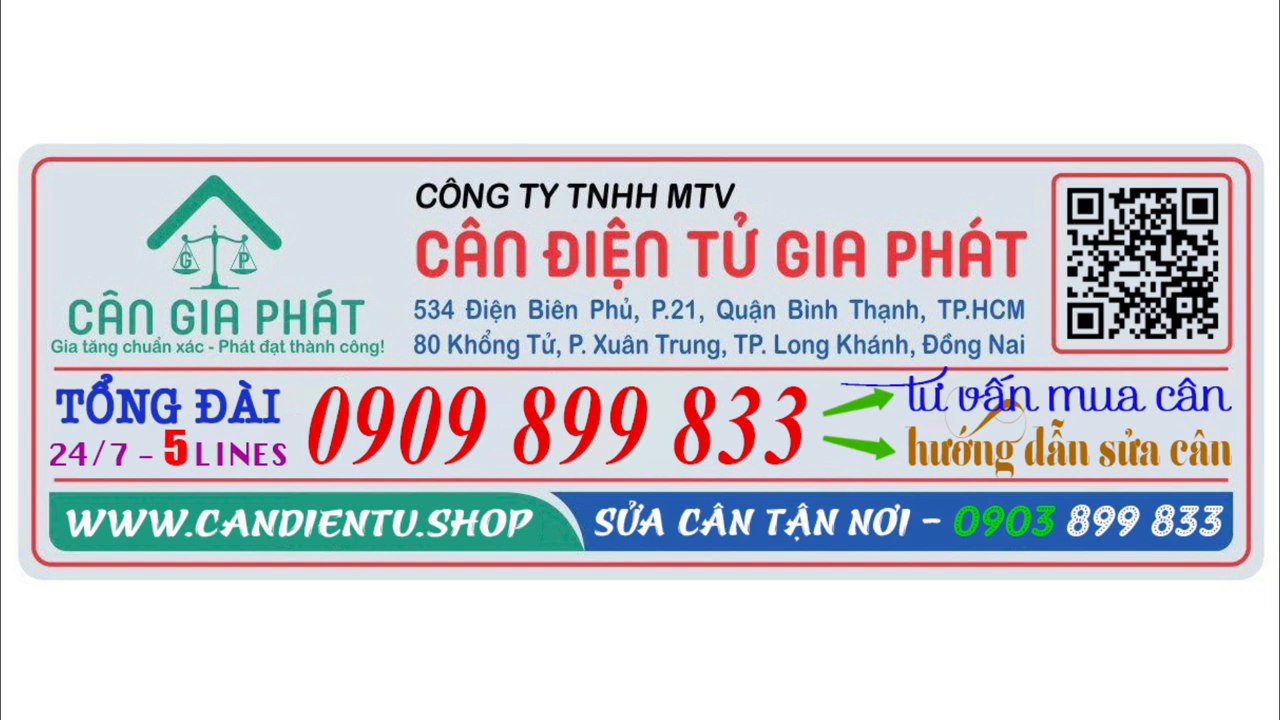 G P
CÂN GIA PHÁT
Gia tăng chuẩn xác - Phát đạt thành công!
CÔNG TY TNHH MTV
CÂN ĐIỆN TỬ GIA PHÁT
534 Điện Biên Phủ, P.21, Quận Bình Thạnh, TP.HCM
80 Khổng Tử, P. Xuân Trung, TP. Long Khánh, Đồng Nai
TỔNG ĐÀI
24/7 - 5 LINES
0909 899 833
tư vấn mua cân
hướng dẫn sửa cân
WWW.CANDIENTU.SHOP
SỬA CÂN TẬN NƠI - 0903 899 833